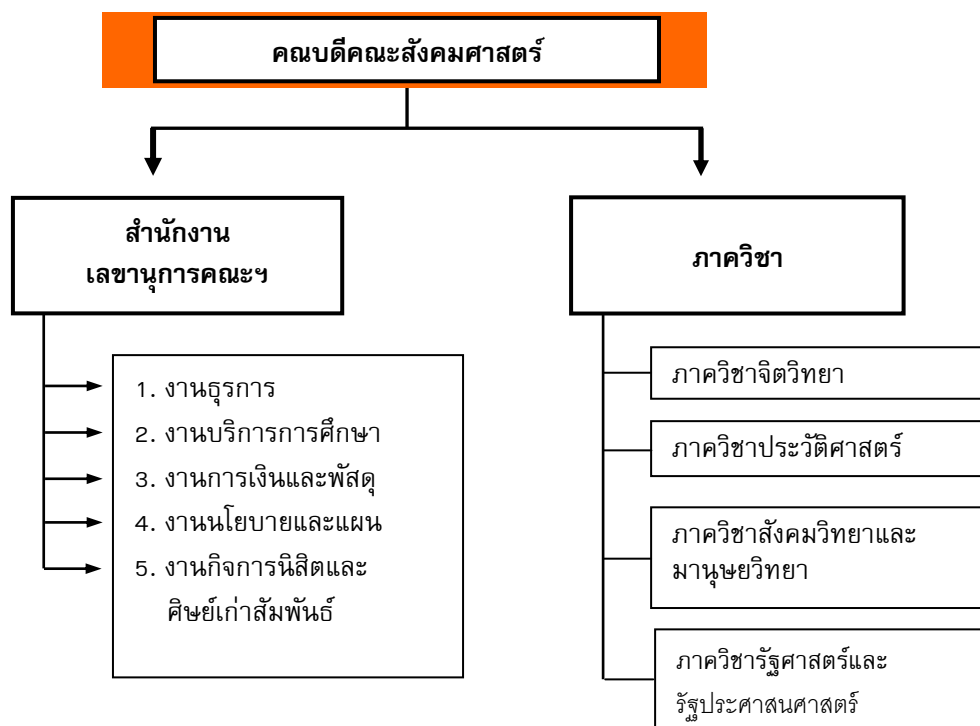 คณบดีคณะสังคมศาสตร์
สำนักงาน
เลขานุการคณะฯ
1. งานธุรการ
2. งานบริการการศึกษา
3. งานการเงินและพัสดุ
4. งานนโยบายและแผน
5. งานกิจการนิสิตและ
ศิษย์เก่าสัมพันธ์
ภาควิชา
ภาควิชาจิตวิทยา
ภาควิชาประวัติศาสตร์
ภาควิชาสังคมวิทยาและ
มานุษยวิทยา
ภาควิชารัฐศาสตร์และ
รัฐประศาสนศาสตร์